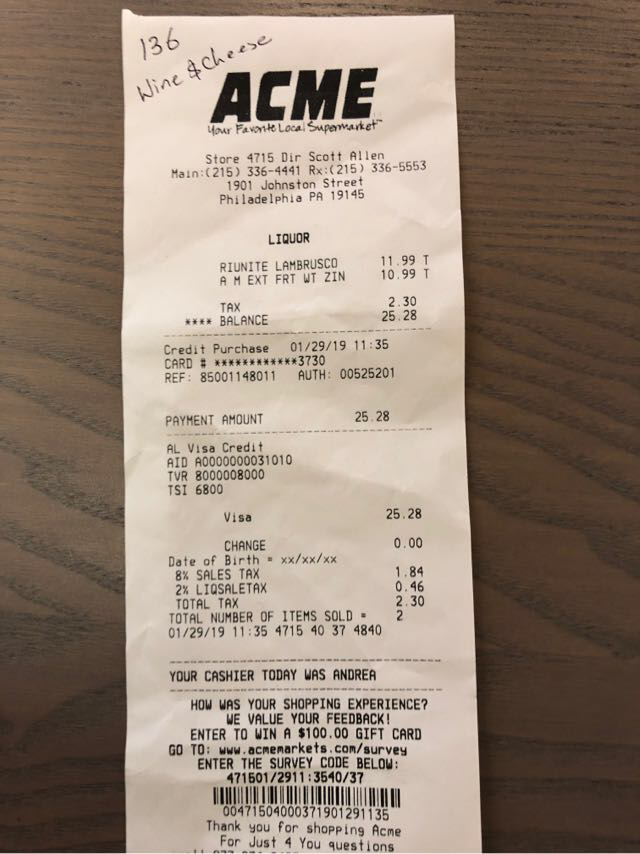 136
Wine & Cheese
ACME
Your Favorite Local Supermarket™
Store 4715 Dir Scott Allen
Main:(215) 336-4441 Rx:(215) 336-5553
1901 Johnston Street
Philadelphia PA 19145
LIQUOR
RIUNITE LAMBRUSCO 11.99 T
A M EXT FRT WT ZIN 10.99 T
TAX 2.30
**** BALANCE 25.28
Credit Purchase 01/29/19 11:35
CARD # ************3730
REF: 85001148011 AUTH: 00525201
PAYMENT AMOUNT 25.28
AL Visa Credit
AID A0000000031010
TVR 8000008000
TSI 6800
Visa 25.28
CHANGE 0.00
Date of Birth = xx/xx/xx
8% SALES TAX 1.84
2% LIQSALETAX 0.46
TOTAL TAX 2.30
TOTAL NUMBER OF ITEMS SOLD = 2
01/29/19 11:35 4715 40 37 4840
YOUR CASHIER TODAY WAS ANDREA
HOW WAS YOUR SHOPPING EXPERIENCE?
WE VALUE YOUR FEEDBACK!
ENTER TO WIN A $100.00 GIFT CARD
GO TO: www.acmemarkets.com/survey
ENTER THE SURVEY CODE BELOW:
471501/2911:3540/37
00471504000371901291135
Thank you for shopping Acme
For Just 4 You questions